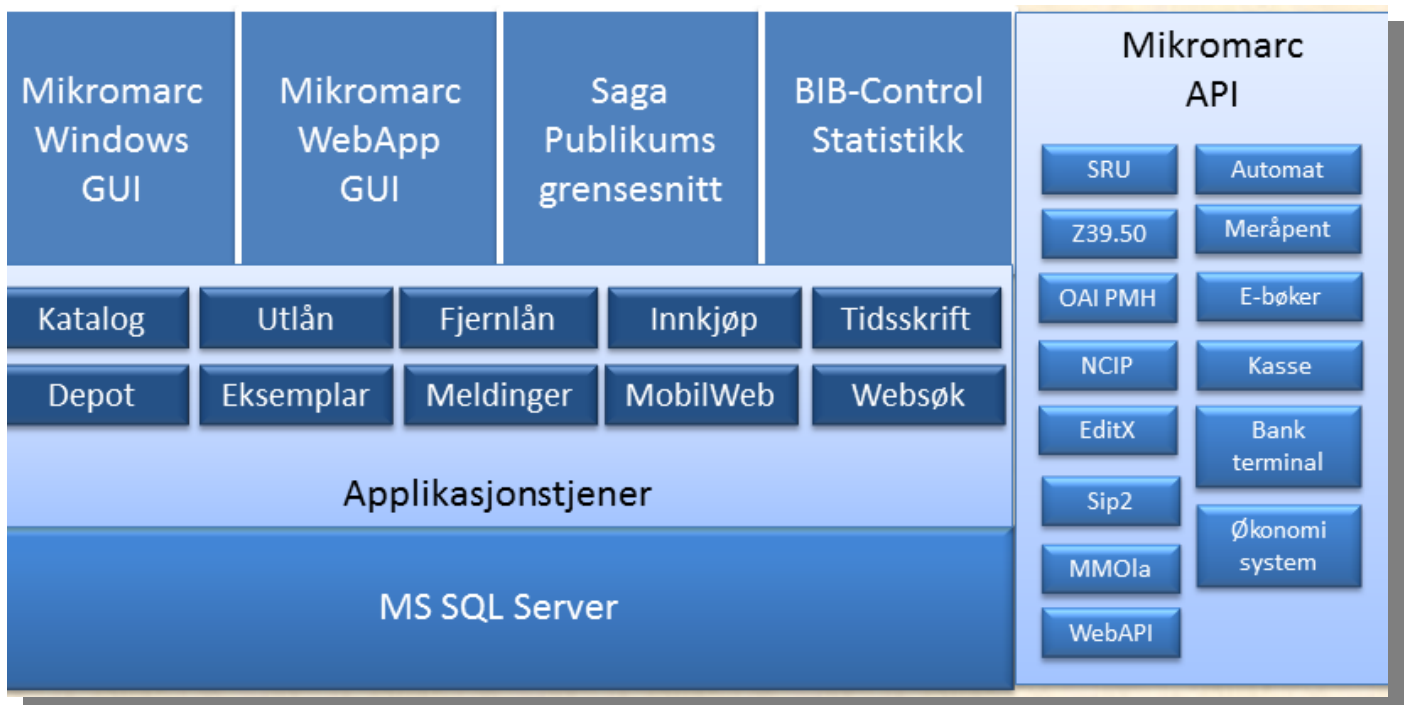 Mikromarc
Windows
GUI
Mikromarc
WebApp
GUI
Saga
Publikums
grensesnitt
BIB-Control
Statistikk
Katalog
Utlån
Fjernlån
Innkjøp
Tidsskrift
Depot
Eksemplar
Meldinger
MobilWeb
Websøk
Applikasjonstjener
MS SQL Server
Mikromarc
API
SRU
Automat
Z39.50
Meråpent
OAI PMH
E-bøker
NCIP
Kasse
EditX
Bank
terminal
Sip2
Økonomi
system
MMOla
WebAPI